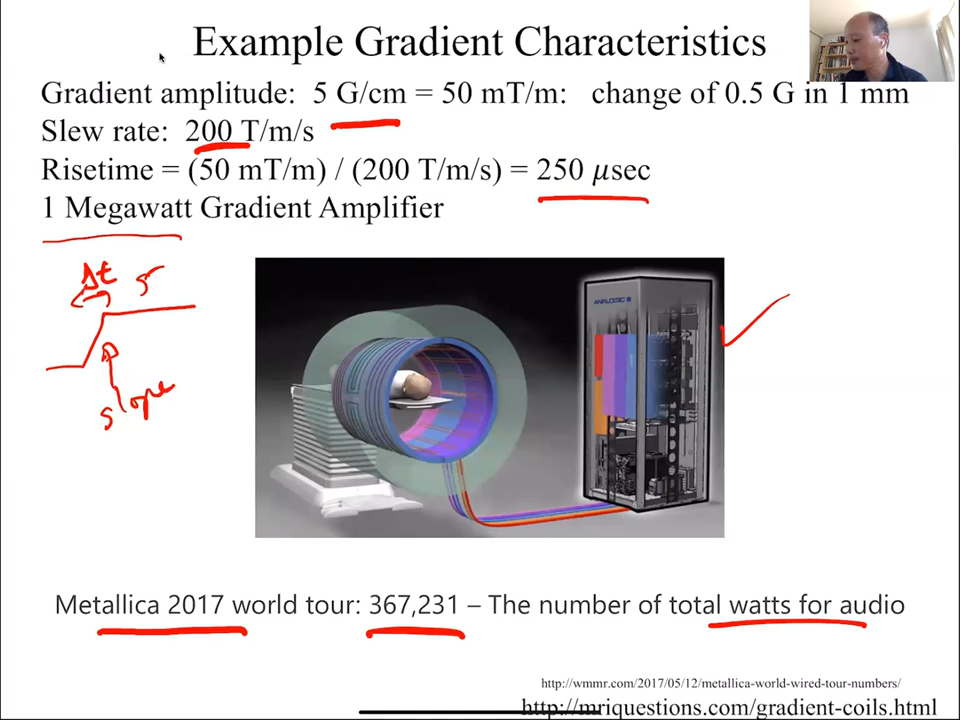 Example Gradient Characteristics
Gradient amplitude: 5 G/cm = 50 mT/m: change of 0.5 G in 1 mm
Slew rate: 200 T/m/s
Risetime = (50 mT/m) / (200 T/m/s) = 250 μsec
1 Megawatt Gradient Amplifier
Δt 5
slope
ANALOGIC
Metallica 2017 world tour: 367,231 – The number of total watts for audio
http://wmmr.com/2017/05/12/metallica-world-wired-tour-numbers/
http://mriquestions.com/gradient-coils.html